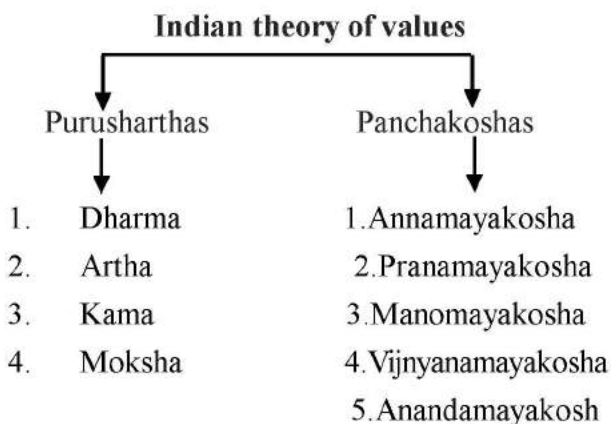 Indian theory of values
Purusharthas
1. Dharma
2. Artha
3. Kama
4. Moksha
Panchakoshas
1.Annamayakosha
2.Pranamayakosha
3.Manomayakosha
4.Vijnyanamayakosha
5.Anandamayakosh